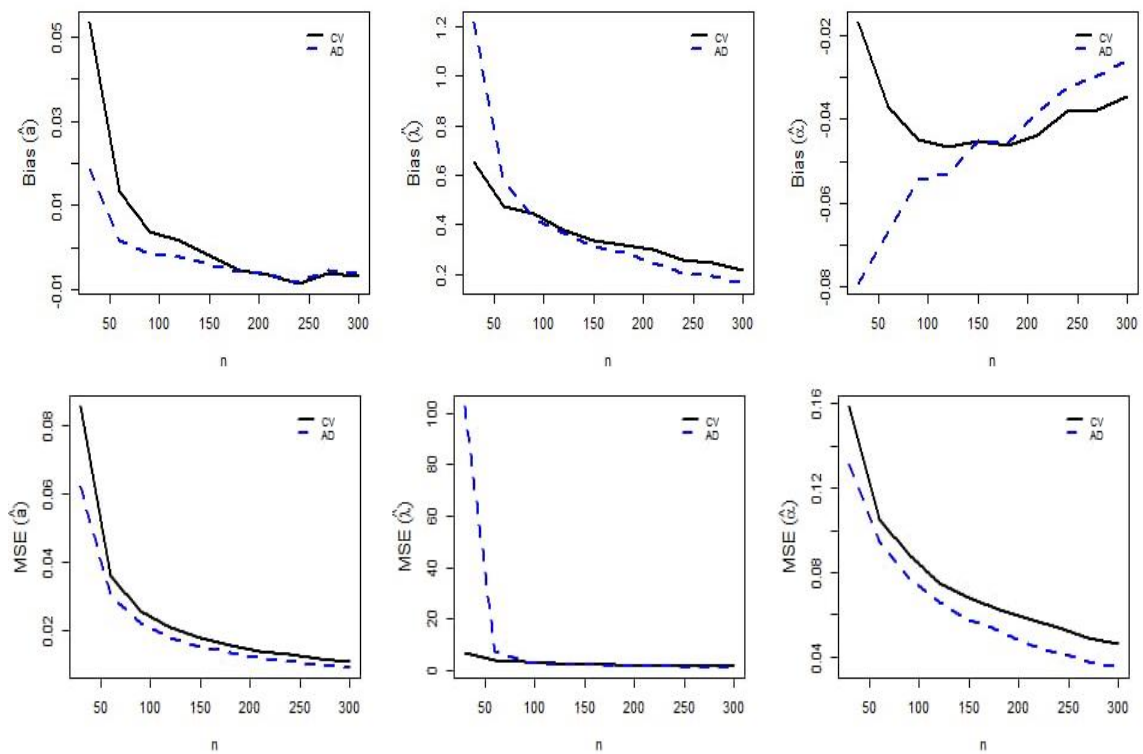 Bias (â)
0.05
0.03
0.01
-0.01
CV
AD
50 100 150 200 250 300
n
Bias (λ̂)
1.2
1.0
0.8
0.6
0.4
0.2
CV
AD
50 100 150 200 250 300
n
Bias (α̂)
-0.02
-0.04
-0.06
-0.08
CV
AD
50 100 150 200 250 300
n
MSE (â)
0.08
0.06
0.04
0.02
CV
AD
50 100 150 200 250 300
n
MSE (λ̂)
100
80
60
40
20
0
CV
AD
50 100 150 200 250 300
n
MSE (α̂)
0.16
0.12
0.08
0.04
CV
AD
50 100 150 200 250 300
n